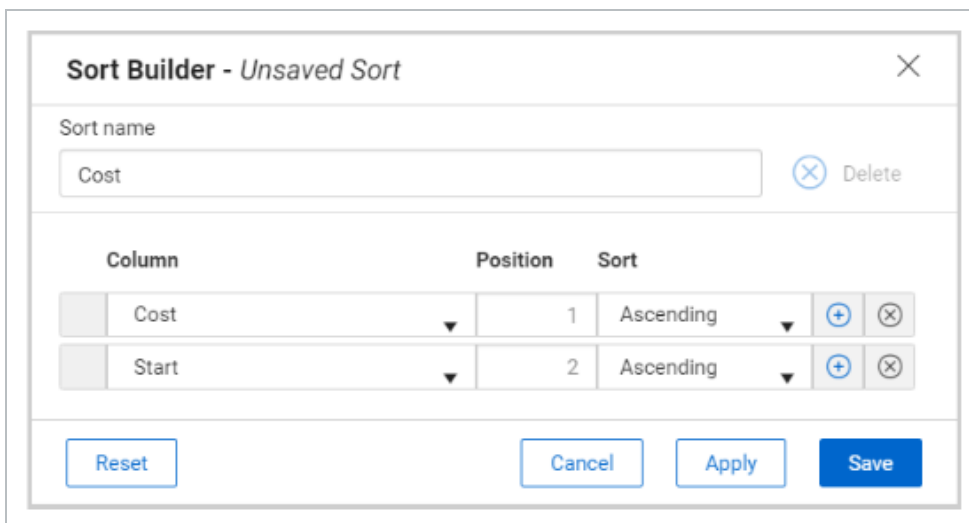 Sort Builder - Unsaved Sort
Sort name
Cost
Delete
Column Position Sort
Cost 1 Ascending
Start 2 Ascending
Reset Cancel Apply Save